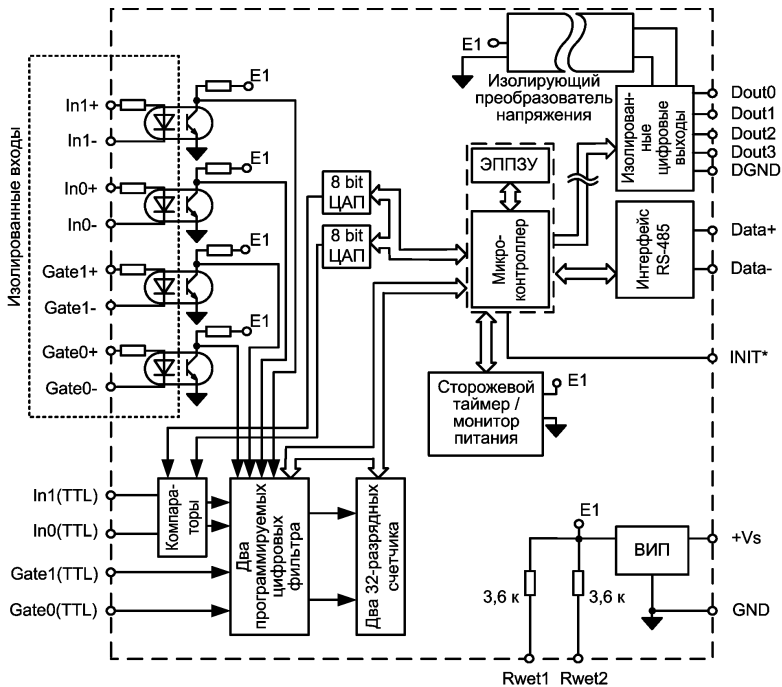 E1
Изолирующий
преобразователь
напряжения
E1
Изолированные входы
In1+
In1-
E1
In0+
In0-
E1
Gate1+
Gate1-
E1
Gate0+
Gate0-
8 bit
ЦАП
8 bit
ЦАП
ЭППЗУ
Микро-
контроллер
Изолирован-
ные
цифровые
выходы
Dout0
Dout1
Dout2
Dout3
DGND
Интерфейс
RS-485
Data+
Data-
INIT*
Сторожевой
таймер /
монитор
питания
E1
In1(TTL)
In0(TTL)
Gate1(TTL)
Gate0(TTL)
Компара-
торы
Два
программируемых
цифровых
фильтра
Два 32-разрядных
счетчика
E1
ВИП
+Vs
3,6 к
3,6 к
GND
Rwet1
Rwet2